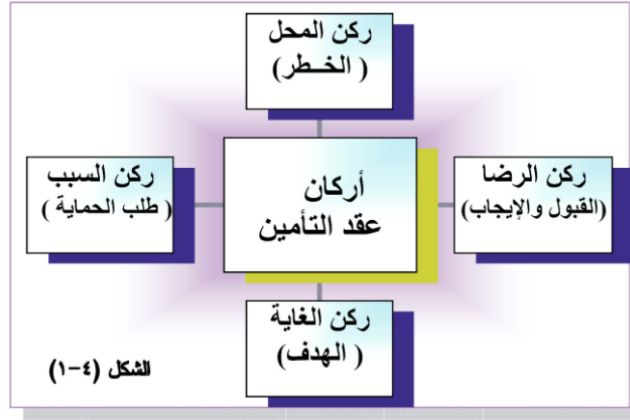 ركن المحل
( الخـطر)
ركن الرضا
(القبول والإيجاب)
أركان
عقد التأمين
ركن السبب
( طلب الحماية )
ركن الغاية
( الهدف)
الشكل (٤-١)